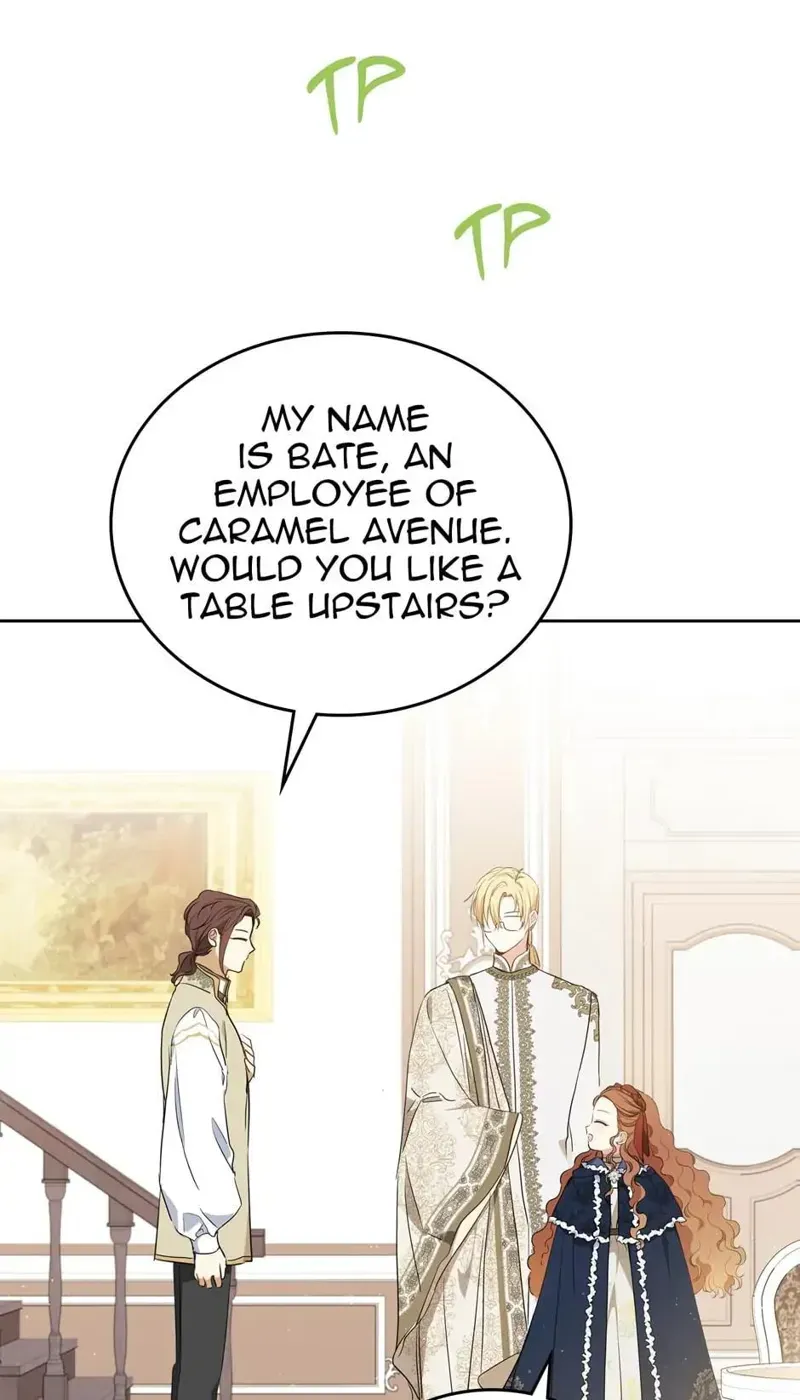 TP
TP
MY NAME
IS BATE, AN
EMPLOYEE OF
CARAMEL AVENUE.
WOULD YOU LIKE A
TABLE UPSTAIRS?